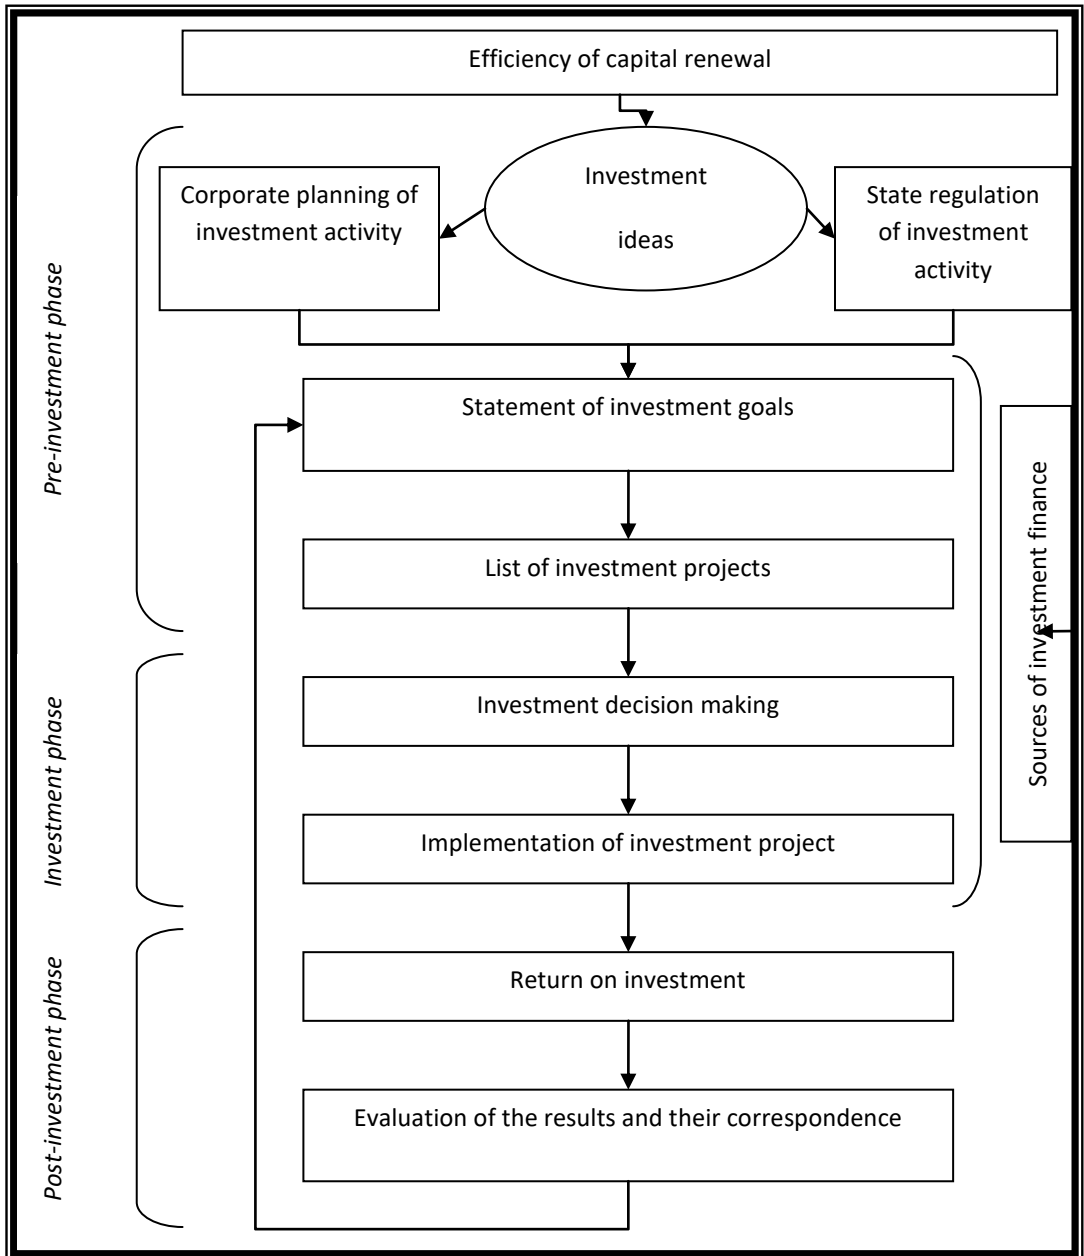 Efficiency of capital renewal
Investment
ideas
Corporate planning of
investment activity
State regulation
of investment
activity
Pre-investment phase
Statement of investment goals
List of investment projects
Sources of investment finance
Investment phase
Investment decision making
Implementation of investment project
Post-investment phase
Return on investment
Evaluation of the results and their correspondence